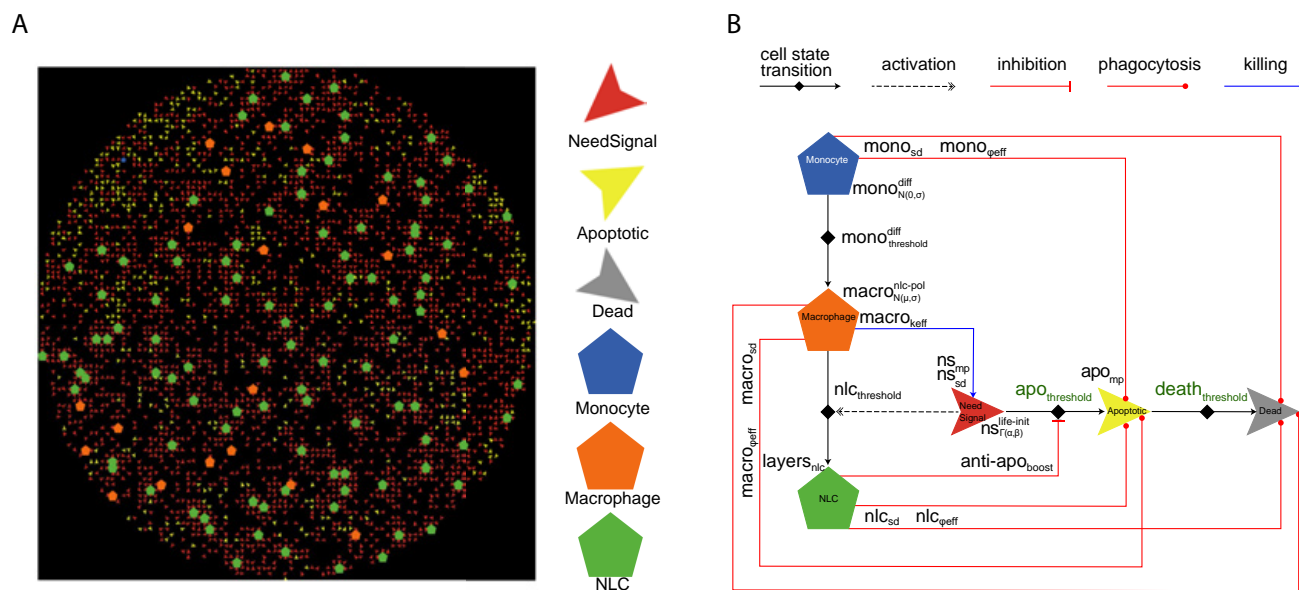 A
NeedSignal
Apoptotic
Dead
Monocyte
Macrophage
NLC
B
cell state
transition
activation
inhibition
phagocytosis
killing
Monocyte
mono_sd mono_φeff
mono^diff_N(0,σ)
mono^diff_threshold
Macrophage
macro^nlc-pol_N(μ,σ)
macro_keff
macro_sd
macro_φeff
nlc_threshold
ns^mp
ns_sd
Need
Signal
ns^life-init_Γ(α,β)
apo_threshold
apo_mp
Apoptotic
death_threshold
Dead
layers_nlc
anti-apo_boost
NLC
nlc_sd nlc_φeff